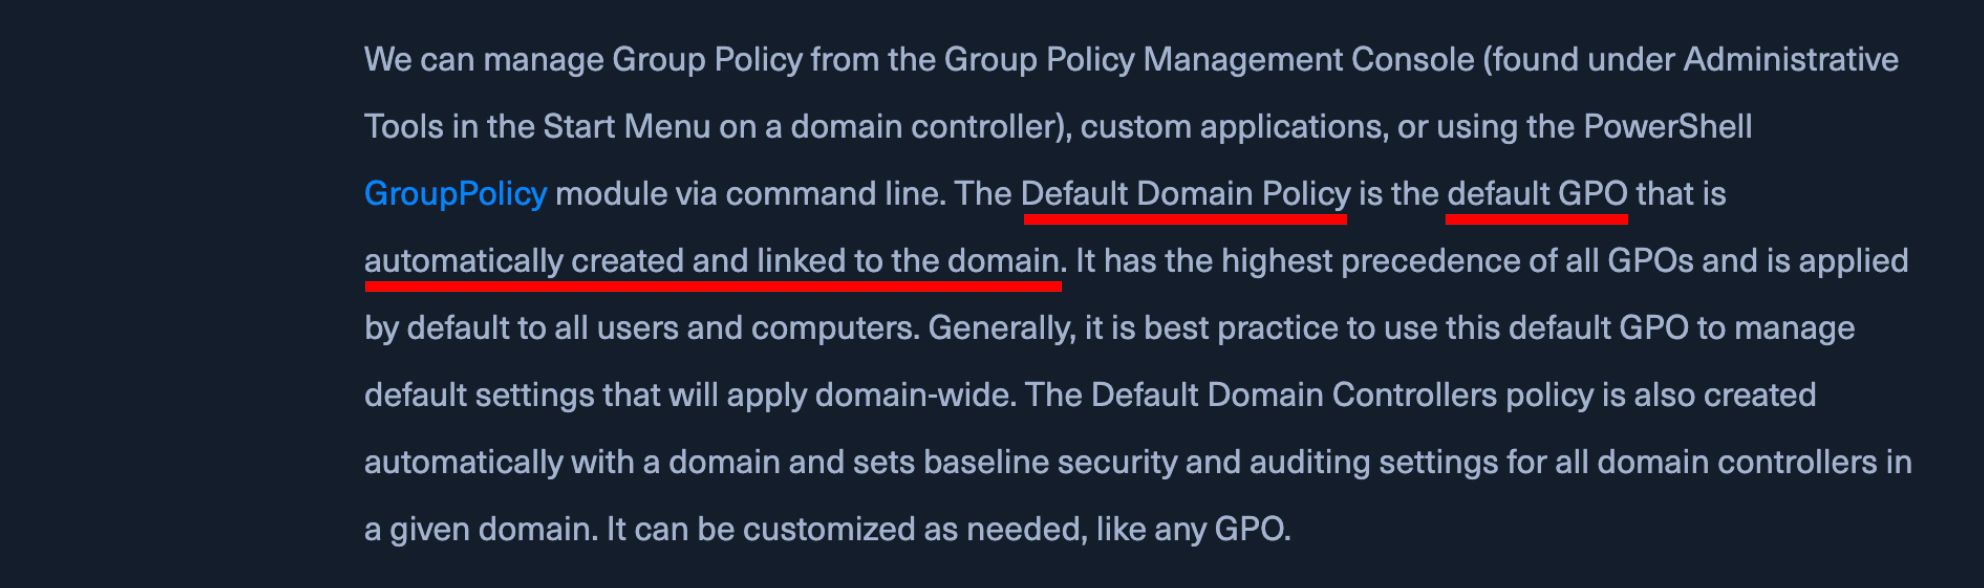 We can manage Group Policy from the Group Policy Management Console (found under Administrative
Tools in the Start Menu on a domain controller), custom applications, or using the PowerShell
GroupPolicy module via command line. The Default Domain Policy is the default GPO that is
automatically created and linked to the domain. It has the highest precedence of all GPOs and is applied
by default to all users and computers. Generally, it is best practice to use this default GPO to manage
default settings that will apply domain-wide. The Default Domain Controllers policy is also created
automatically with a domain and sets baseline security and auditing settings for all domain controllers in
a given domain. It can be customized as needed, like any GPO.